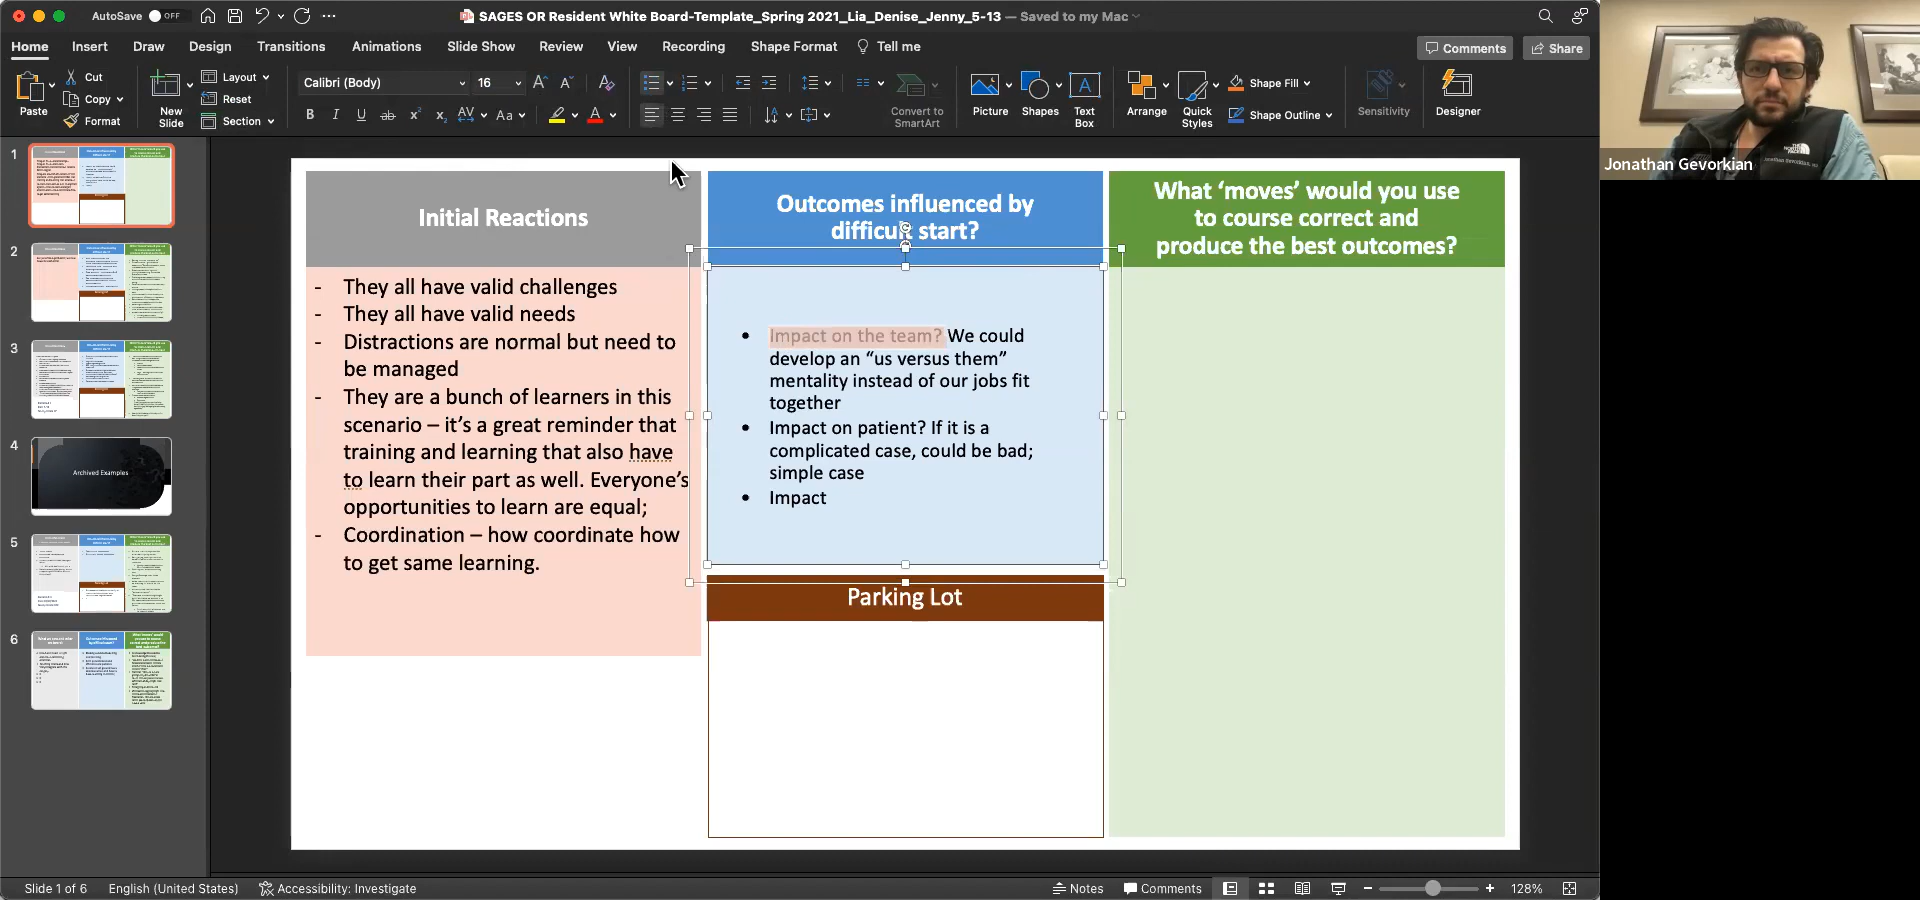 AutoSave OFF
SAGES OR Resident White Board-Template_Spring 2021_Lia_Denise_Jenny_5-13 — Saved to my Mac
Home Insert Draw Design Transitions Animations Slide Show Review View Recording Shape Format Tell me
Comments Share
Paste
Cut
Copy
Format
New
Slide
Layout
Reset
Section
Calibri (Body) 16
Convert to
SmartArt
Picture
Shapes
Text
Box
Arrange
Quick
Styles
Shape Fill
Shape Outline
Sensitivity
Designer
1
2
3
4
Archived Examples
5
6
Initial Reactions
- They all have valid challenges
- They all have valid needs
- Distractions are normal but need to
be managed
- They are a bunch of learners in this
scenario – it’s a great reminder that
training and learning that also have
to learn their part as well. Everyone’s
opportunities to learn are equal;
- Coordination – how coordinate how
to get same learning.
Outcomes influenced by
difficult start?
• Impact on the team? We could
develop an “us versus them”
mentality instead of our jobs fit
together
• Impact on patient? If it is a
complicated case, could be bad;
simple case
• Impact
Parking Lot
What ‘moves’ would you use
to course correct and
produce the best outcomes?
Jonathan Gevorkian
Slide 1 of 6 English (United States) Accessibility: Investigate
Notes Comments 128%